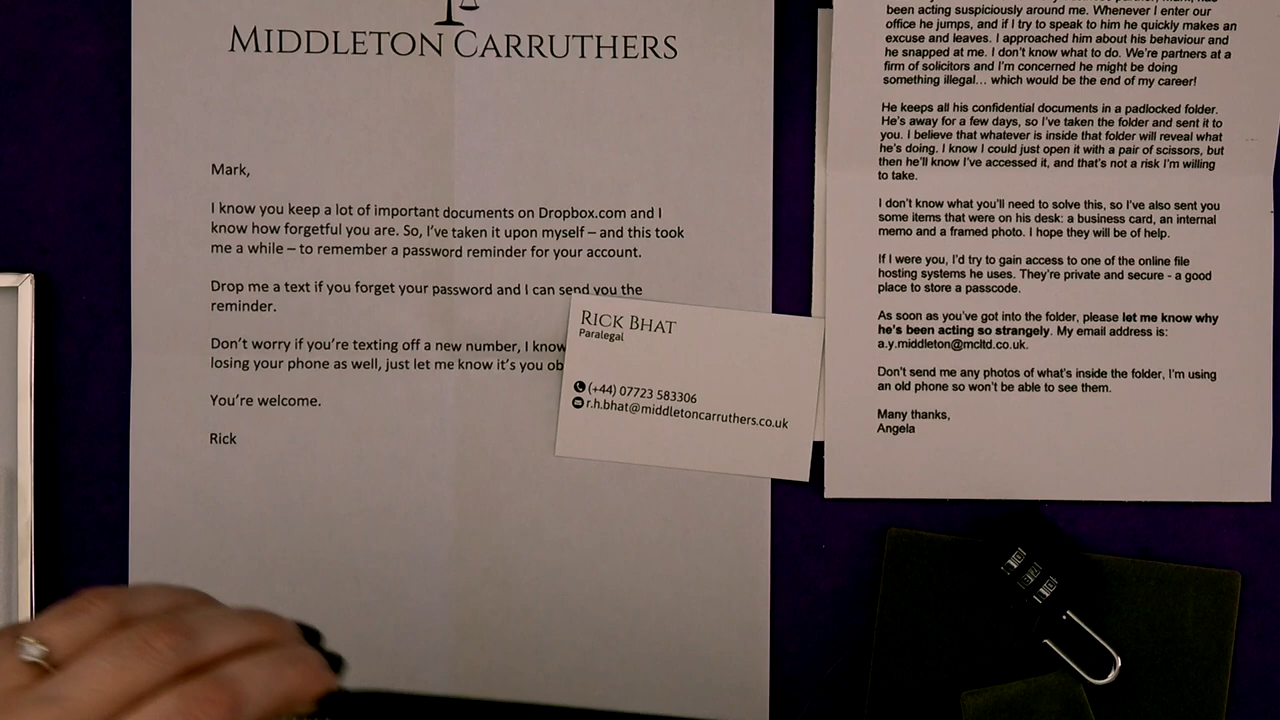 MIDDLETON CARRUTHERS
Mark,
I know you keep a lot of important documents on Dropbox.com and I
know how forgetful you are. So, I've taken it upon myself – and this took
me a while – to remember a password reminder for your account.
Drop me a text if you forget your password and I can send you the
reminder.
Don't worry if you're texting off a new number, I know
losing your phone as well, just let me know it's you
You're welcome.
Rick
RICK BHAT
Paralegal
(+44) 07723 583306
r.h.bhat@middletoncarruthers.co.uk
been acting suspiciously around me. Whenever I enter our
office he jumps, and if I try to speak to him he quickly makes an
excuse and leaves. I approached him about his behaviour and
he snapped at me. I don't know what to do. We're partners at a
firm of solicitors and I'm concerned he might be doing
something illegal... which would be the end of my career!
He keeps all his confidential documents in a padlocked folder.
He's away for a few days, so I've taken the folder and sent it to
you. I believe that whatever is inside that folder will reveal what
he's doing. I know I could just open it with a pair of scissors, but
then he'll know I've accessed it, and that's not a risk I'm willing
to take.
I don't know what you'll need to solve this, so I've also sent you
some items that were on his desk: a business card, an internal
memo and a framed photo. I hope they will be of help.
If I were you, I'd try to gain access to one of the online file
hosting systems he uses. They're private and secure - a good
place to store a passcode.
As soon as you've got into the folder, please let me know why
he's been acting so strangely. My email address is:
a.y.middleton@mcltd.co.uk.
Don't send me any photos of what's inside the folder, I'm using
an old phone so won't be able to see them.
Many thanks,
Angela